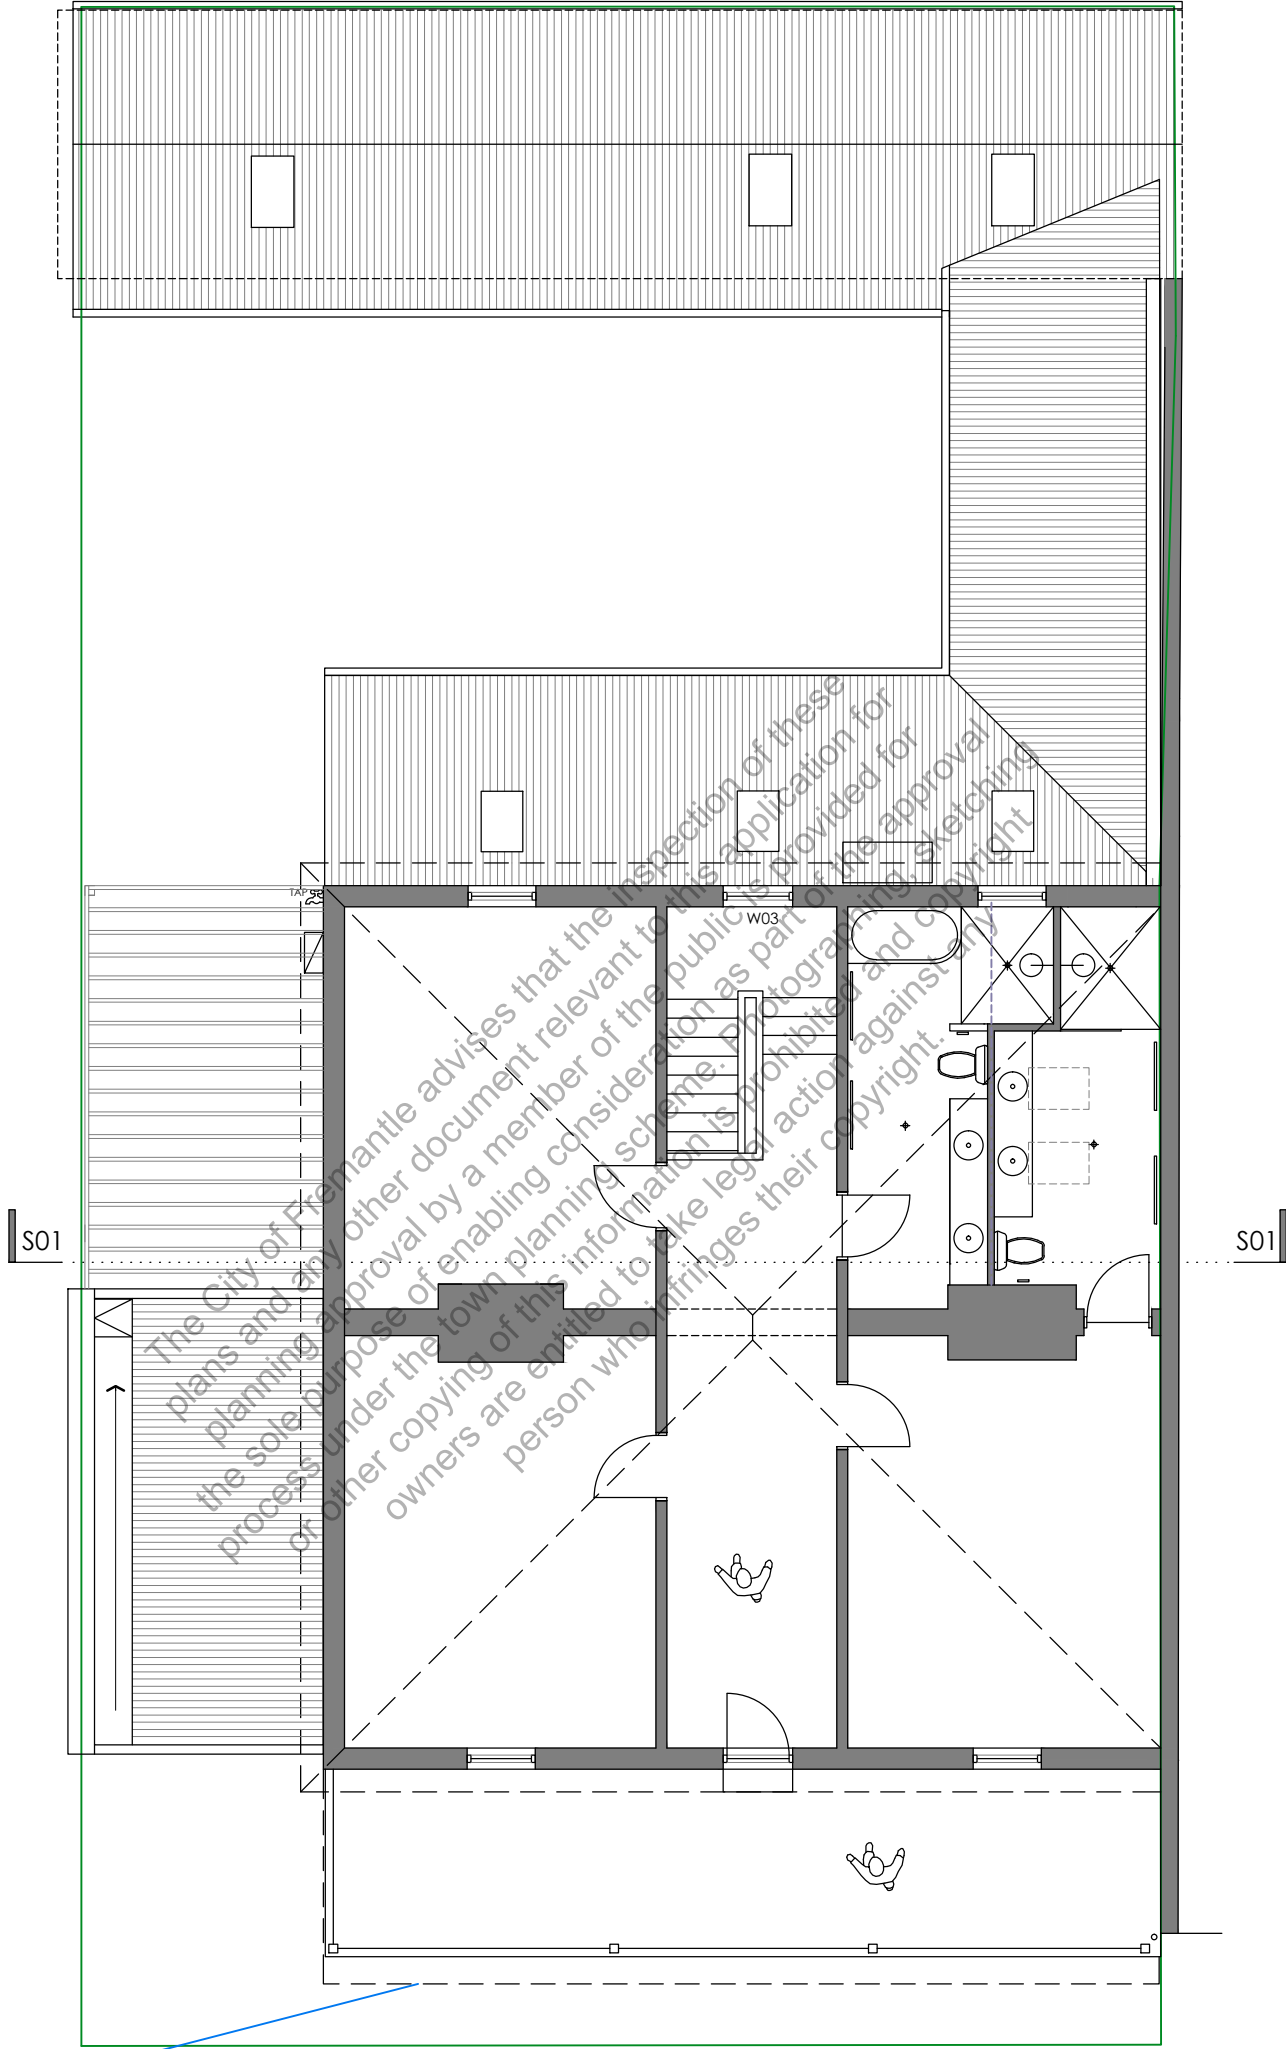 TAP
W03
The City of Fremantle advises that the inspection of these
plans and any other document relevant to this application for
planning approval by a member of the public is provided for
the sole purpose of enabling consideration as part of the approval
process under the town planning scheme. Photographing, sketching
or other copying of this information is prohibited and copyright
owners are entitled to take legal action against any
person who infringes their copyright.
S01
S01